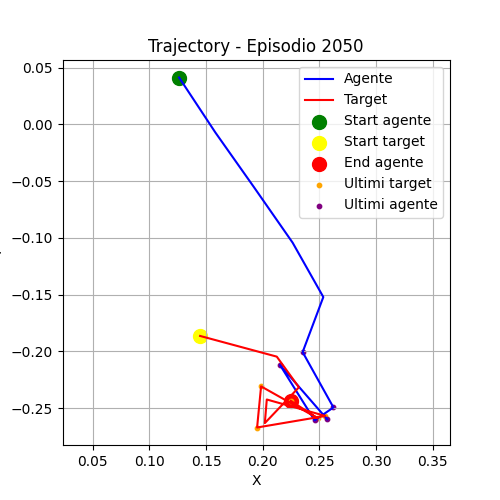 Trajectory - Episodio 2050
0.05
0.00
−0.05
−0.10
−0.15
−0.20
−0.25
Agente
Target
Start agente
Start target
End agente
Ultimi target
Ultimi agente
0.05 0.10 0.15 0.20 0.25 0.30 0.35
X